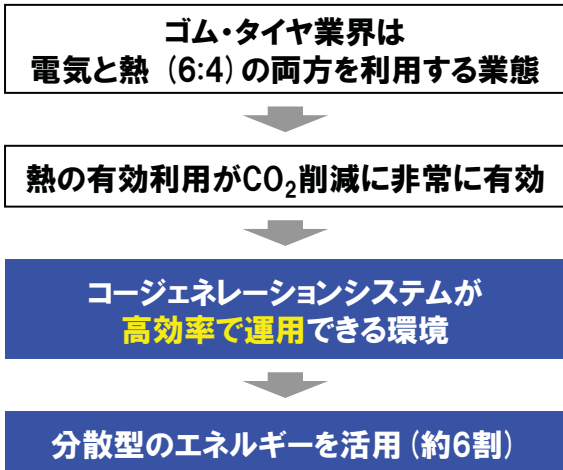 ゴム・タイヤ業界は
電気と熱（6:4）の両方を利用する業態
熱の有効利用がCO₂削減に非常に有効
コージェネレーションシステムが
高効率で運用できる環境
分散型のエネルギーを活用（約6割）